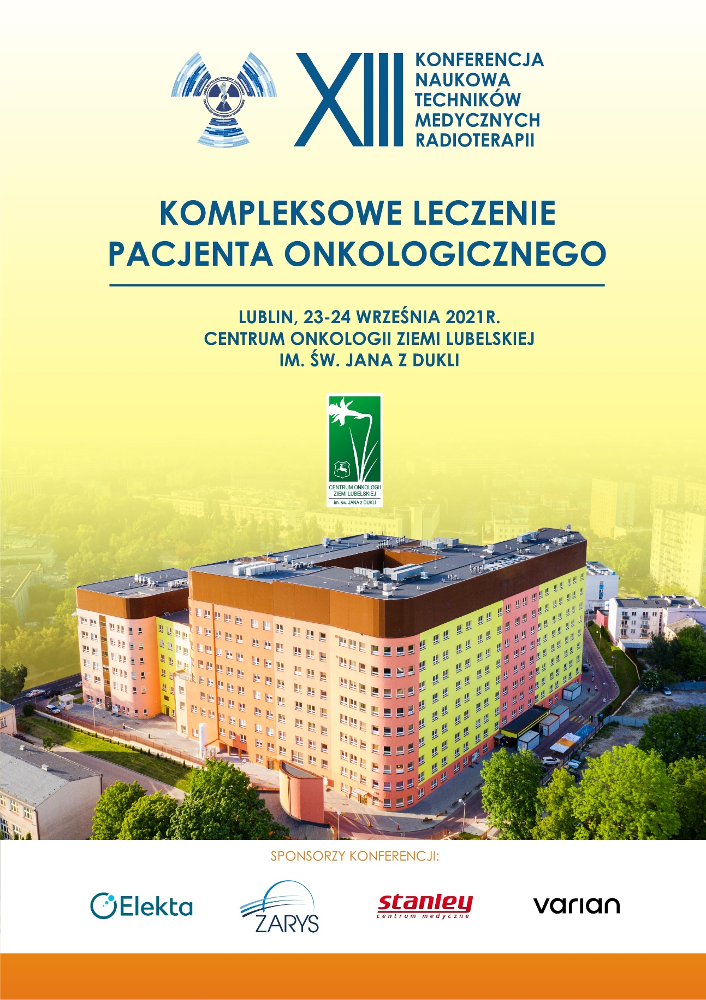 OGÓLNOPOLSKI ZWIĄZEK ZAWODOWY
TECHNIKÓW MEDYCZNYCH RADIOTERAPII
XIII
KONFERENCJA
NAUKOWA
TECHNIKÓW
MEDYCZNYCH
RADIOTERAPII
KOMPLEKSOWE LECZENIE
PACJENTA ONKOLOGICZNEGO
LUBLIN, 23-24 WRZEŚNIA 2021R.
CENTRUM ONKOLOGII ZIEMI LUBELSKIEJ
IM. ŚW. JANA Z DUKLI
CENTRUM ONKOLOGII
ZIEMI LUBELSKIEJ
im. św. JANA z DUKLI
SPONSORZY KONFERENCJI:
Elekta
ZARYS
stanley
centrum medyczne
varian